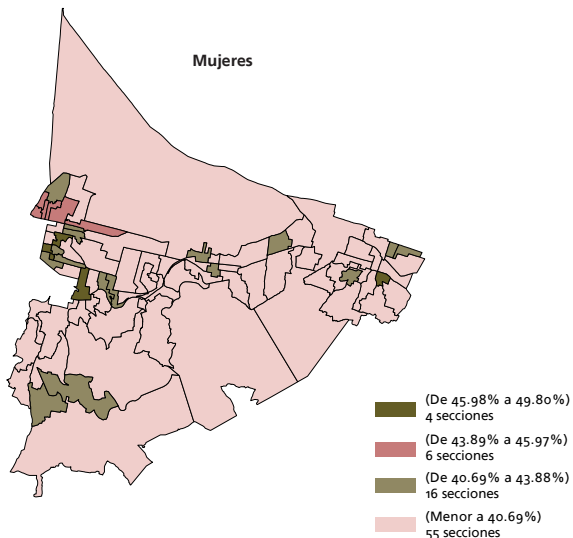 Mujeres
(De 45.98% a 49.80%)
4 secciones
(De 43.89% a 45.97%)
6 secciones
(De 40.69% a 43.88%)
16 secciones
(Menor a 40.69%)
55 secciones